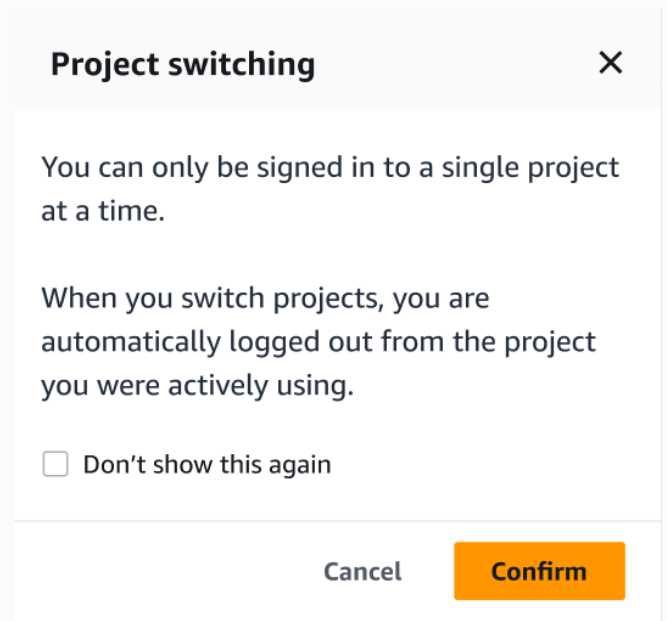 Project switching
You can only be signed in to a single project
at a time.
When you switch projects, you are
automatically logged out from the project
you were actively using.
Don’t show this again
Cancel
Confirm